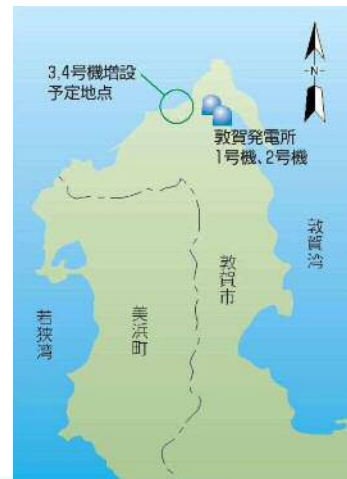 3,4号機増設
予定地点
-N-
敦賀発電所
1号機、2号機
敦賀湾
敦賀市
美浜町
若狭湾